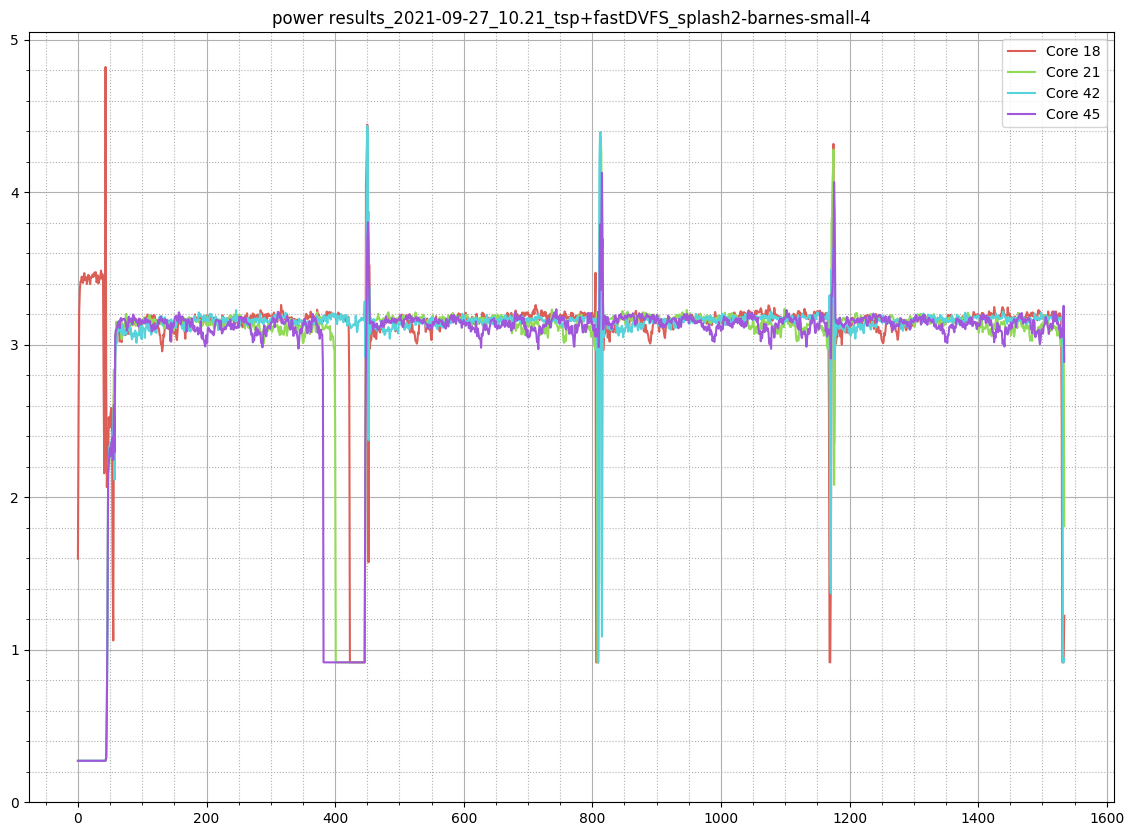 power results_2021-09-27_10.21_tsp+fastDVFS_splash2-barnes-small-4
Core 18
Core 21
Core 42
Core 45
5
4
3
2
1
0
0 200 400 600 800 1000 1200 1400 1600